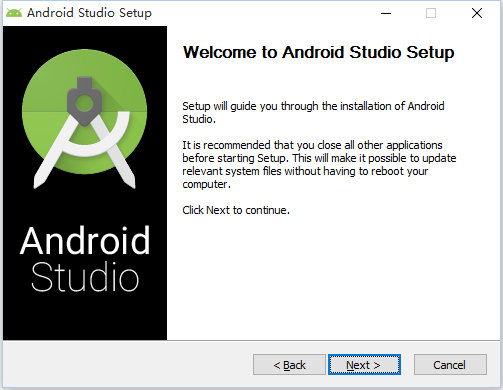 Android Studio Setup
Welcome to Android Studio Setup
Setup will guide you through the installation of Android
Studio.
It is recommended that you close all other applications
before starting Setup. This will make it possible to update
relevant system files without having to reboot your
computer.
Click Next to continue.
Android
Studio
< Back
Next >
Cancel